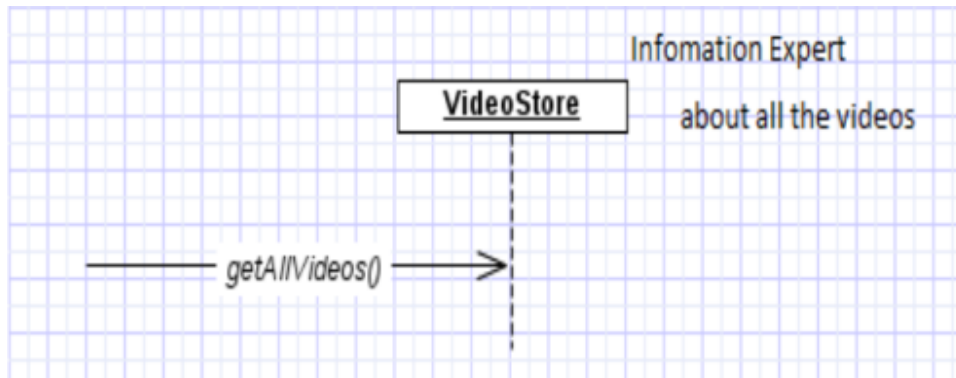 Infomation Expert
VideoStore
about all the videos
getAllVideos()